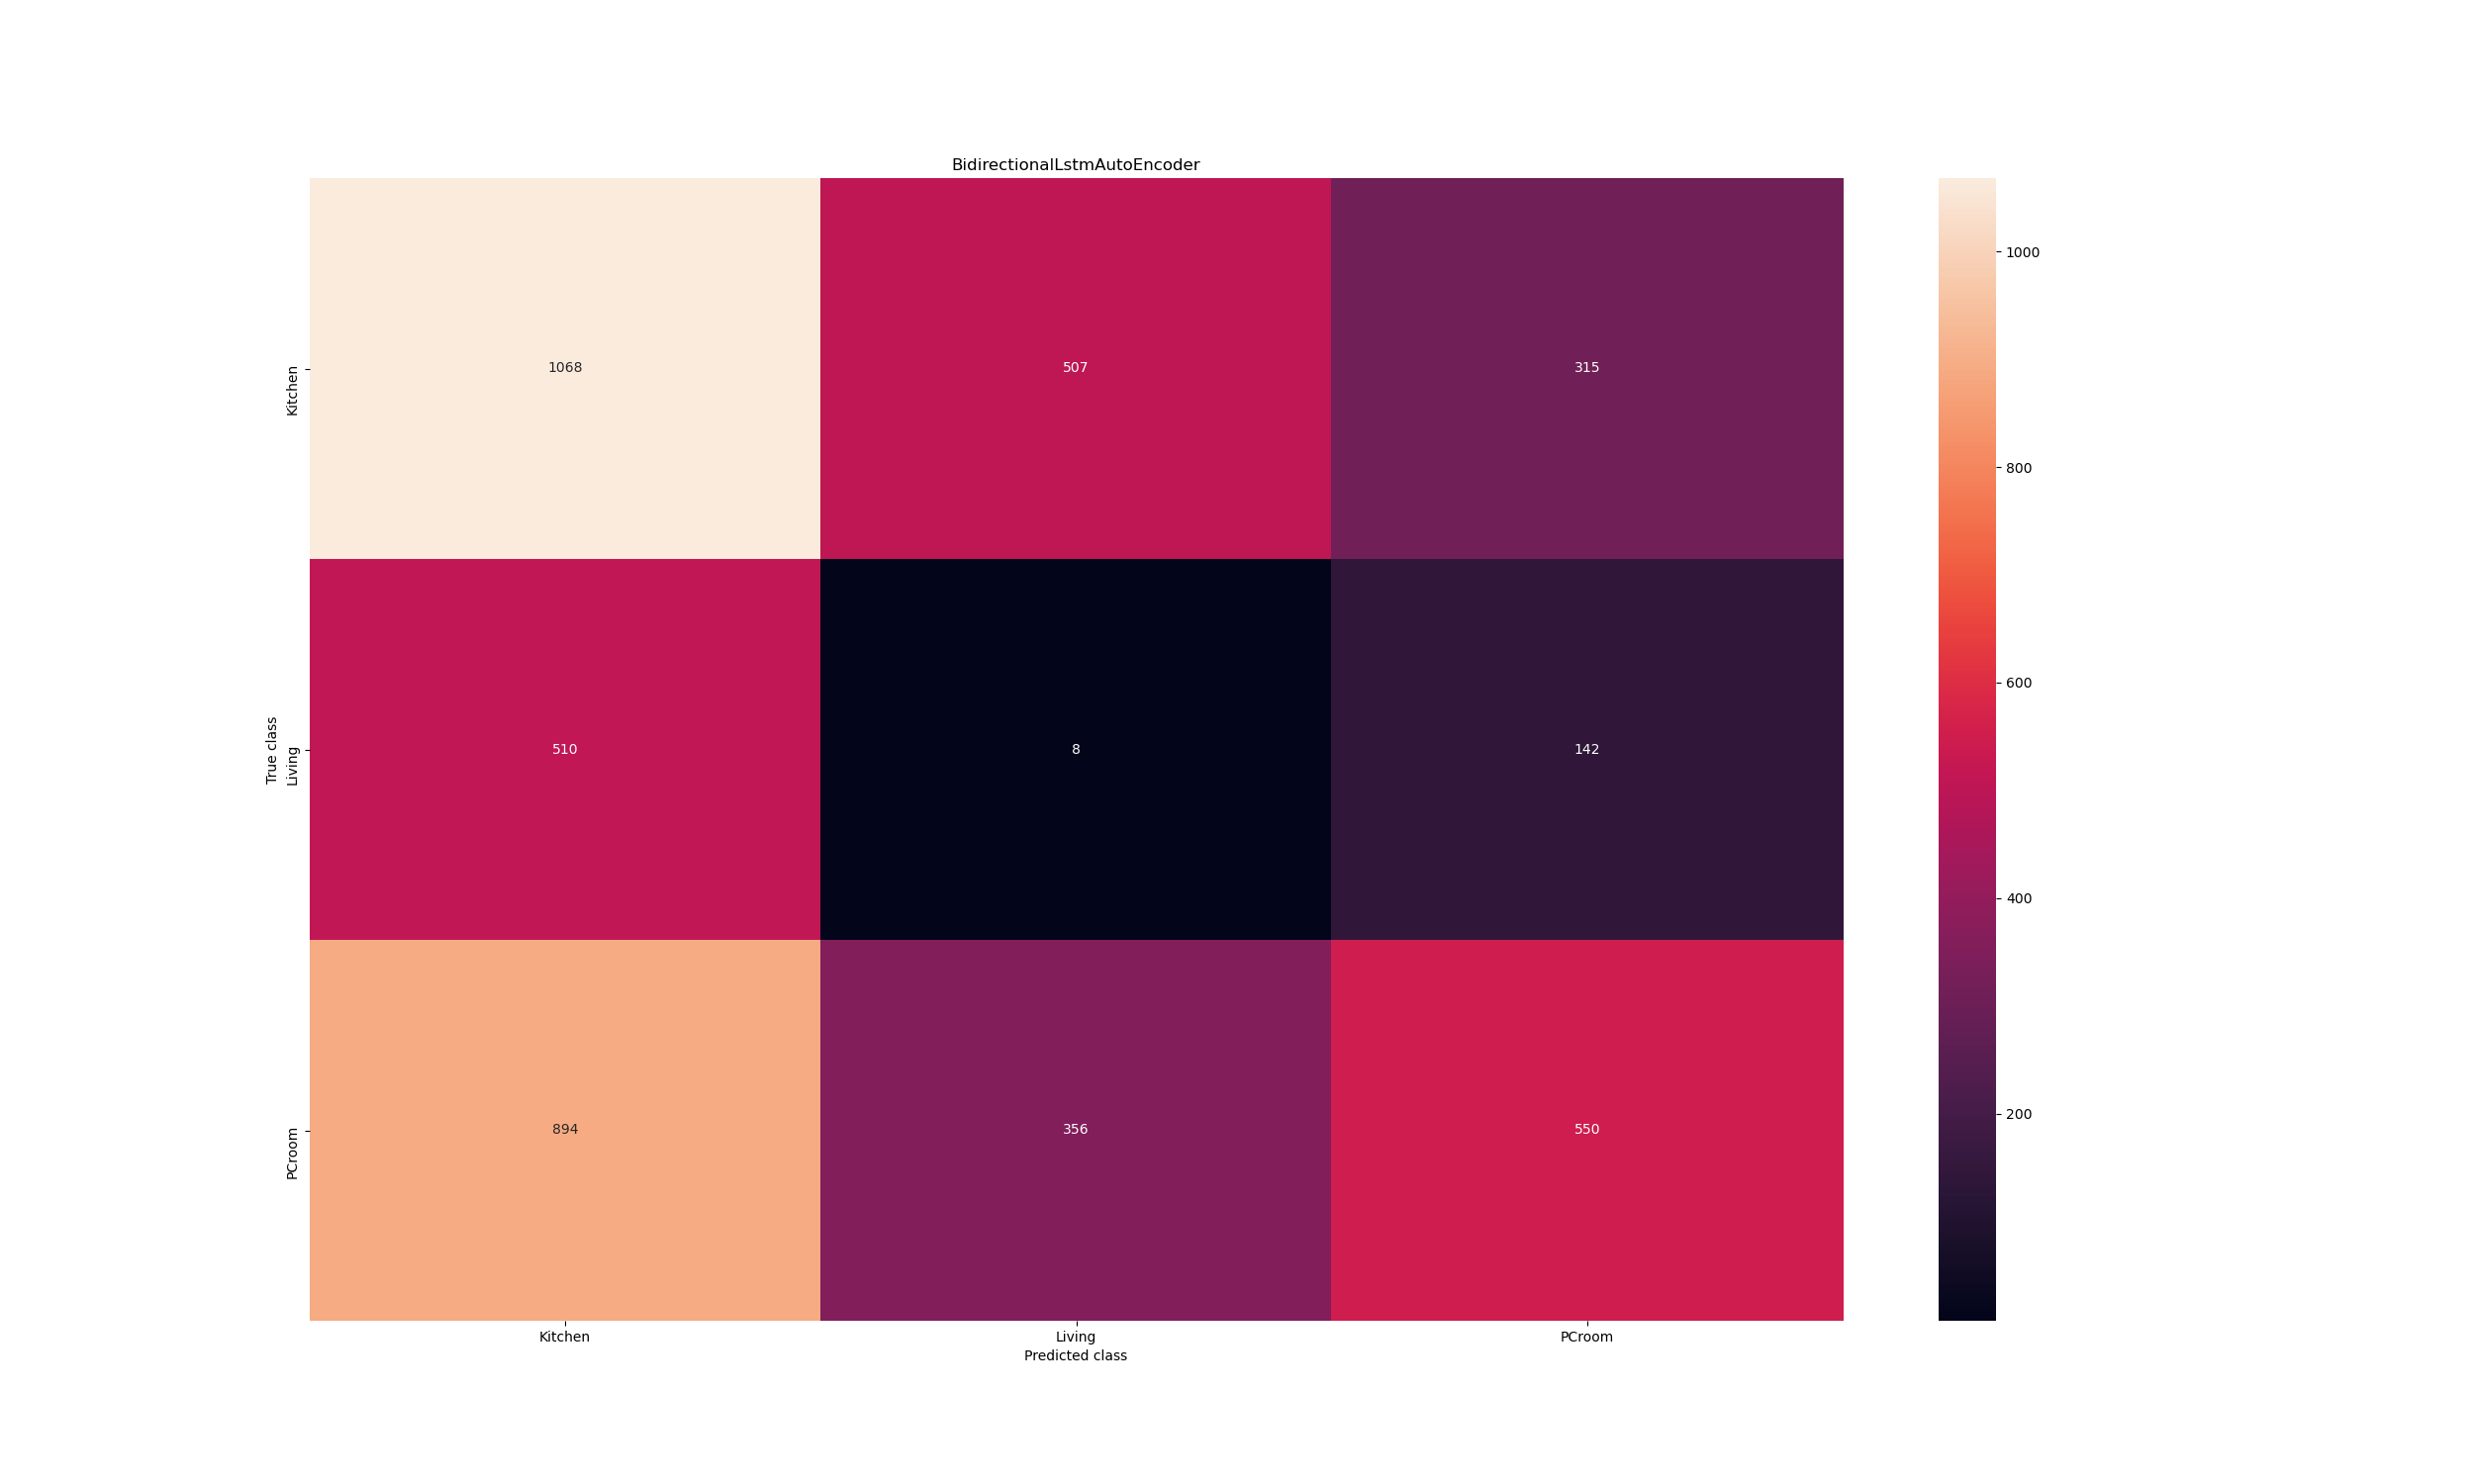 BidirectionalLstmAutoEncoder
1068 507 315
510 8 142
894 356 550
Kitchen
Living
PCroom
True class
Kitchen Living PCroom
Predicted class
1000
800
600
400
200